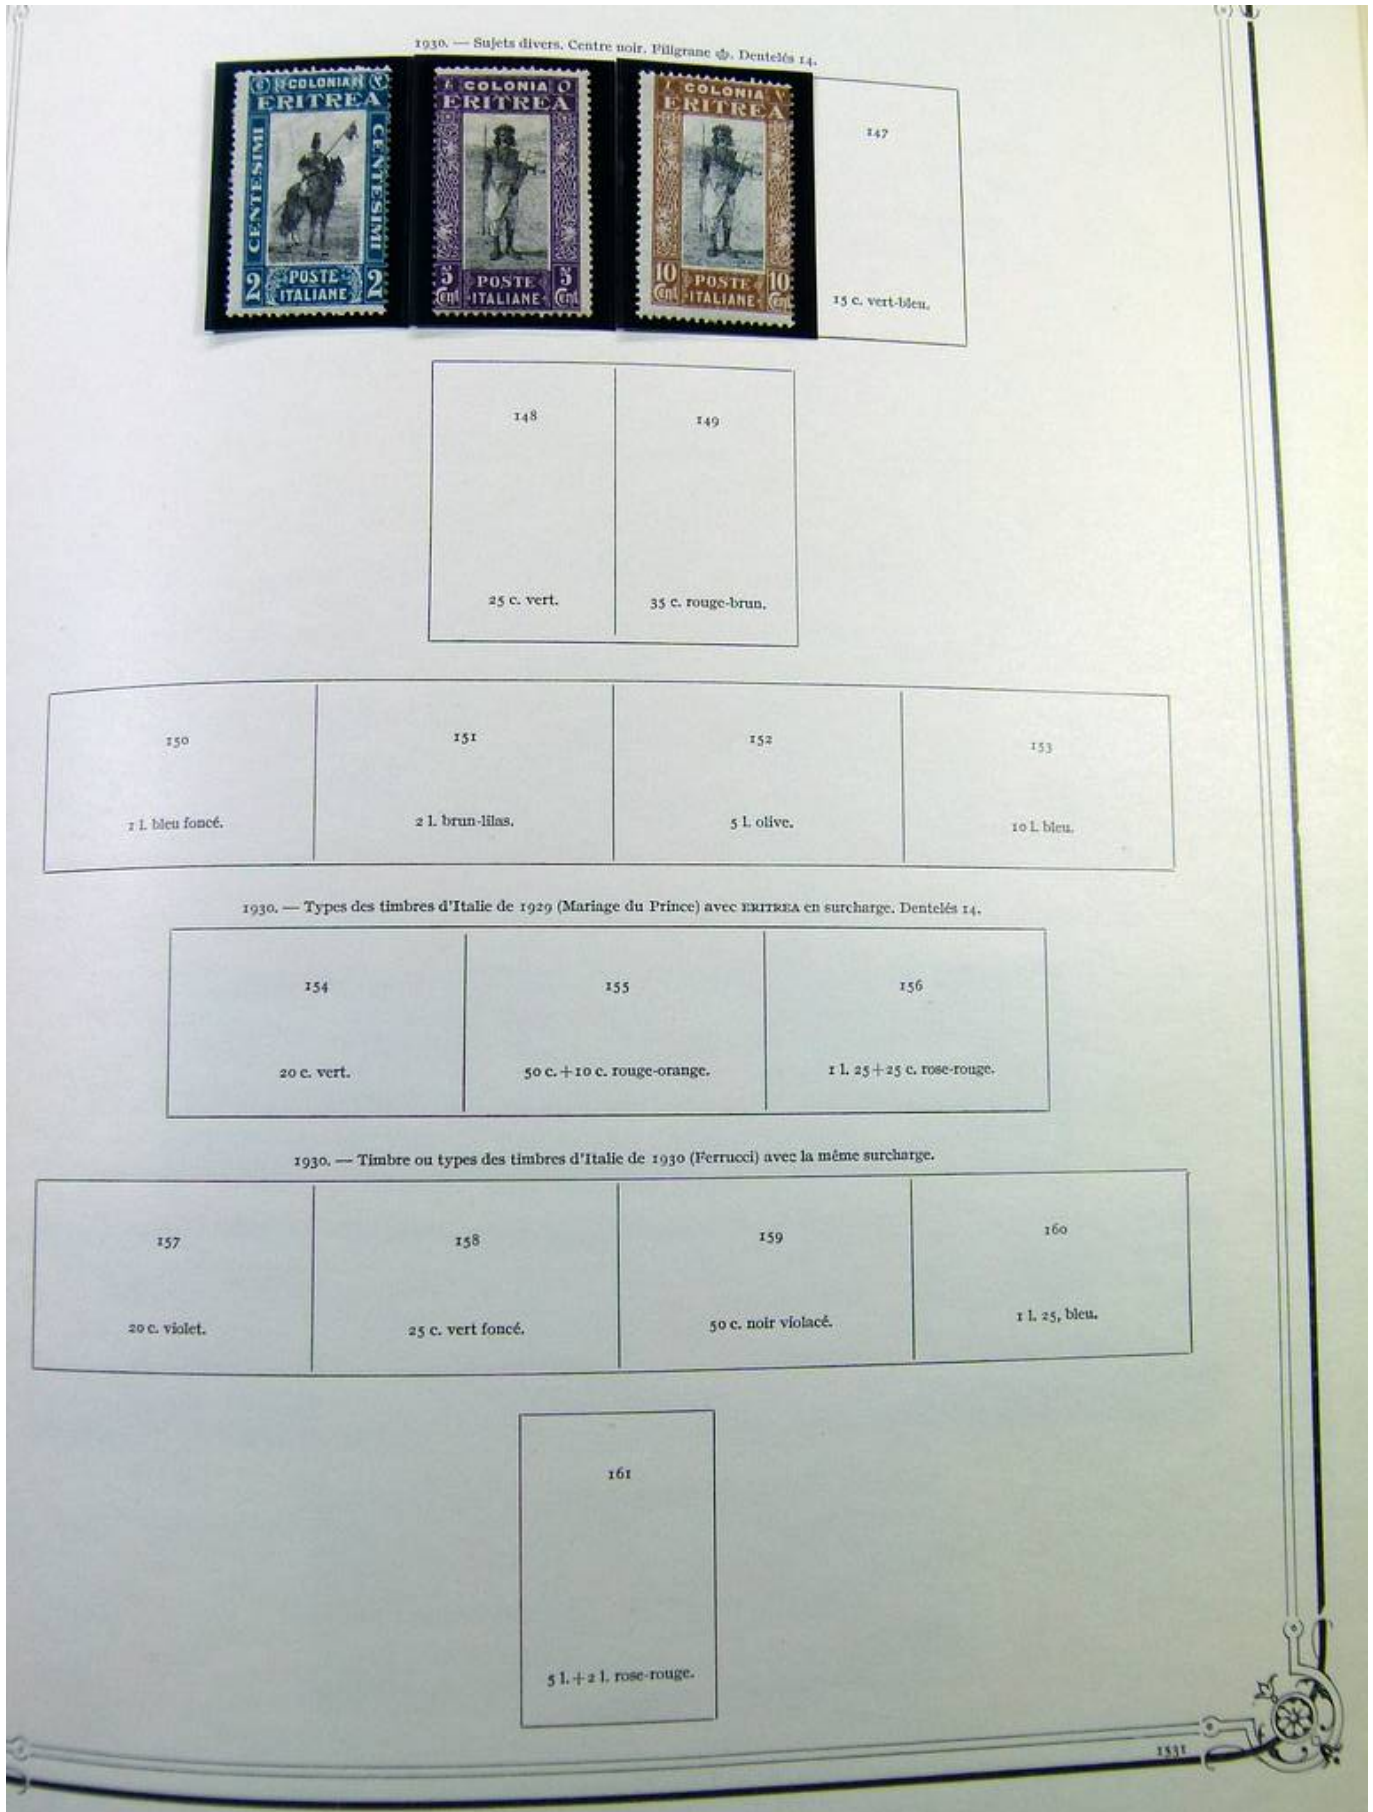 1930. — Sujets divers. Centre noir. Filigrane. Dentelés 14.
COLONIA
ERITREA
CENTESIMI
CENTESIMI
2 POSTE ITALIANE 2
COLONIA
ERITREA
5 Cent POSTE ITALIANE 5 Cent
COLONIA
ERITREA
10 Cent POSTE ITALIANE 10 Cent
147
15 c. vert-bleu.
148 149
25 c. vert. 35 c. rouge-brun.
150 151 152 153
1 l. bleu foncé. 2 l. brun-lilas. 5 l. olive. 10 l. bleu.
1930. — Types des timbres d'Italie de 1929 (Mariage du Prince) avec ERITREA en surcharge. Dentelés 14.
154 155 156
20 c. vert. 50 c. +10 c. rouge-orange. 1 l. 25+25 c. rose-rouge.
1930. — Timbre ou types des timbres d'Italie de 1930 (Ferrucci) avec la même surcharge.
157 158 159 160
20 c. violet. 25 c. vert foncé. 50 c. noir violacé. 1 l. 25, bleu.
161
5 l. +2 l. rose-rouge.
1531